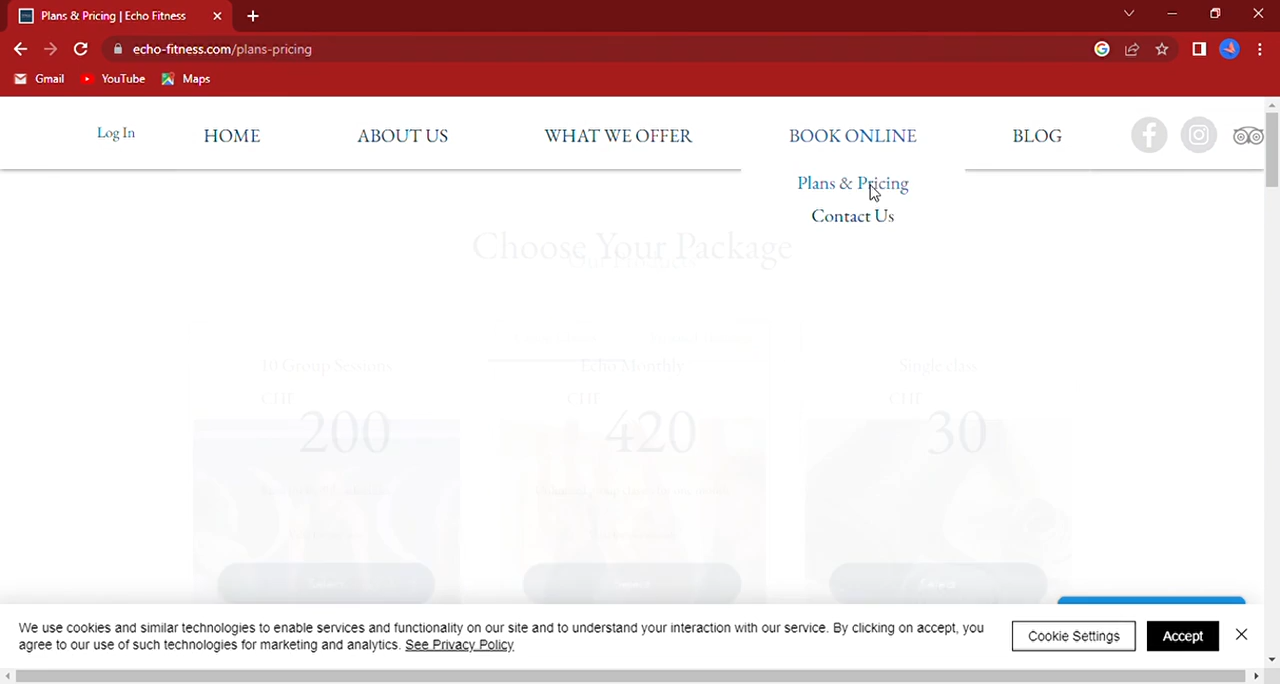 Plans & Pricing | Echo Fitness
echo-fitness.com/plans-pricing
Gmail YouTube Maps
Log In HOME ABOUT US WHAT WE OFFER BOOK ONLINE BLOG
Plans & Pricing
Contact Us
Choose Your Package
10 Group Sessions Echo Monthly Single class
CHF CHF CHF
200 420 30
Select Select Select
We use cookies and similar technologies to enable services and functionality on our site and to understand your interaction with our service. By clicking on accept, you
agree to our use of such technologies for marketing and analytics. See Privacy Policy
Cookie Settings Accept